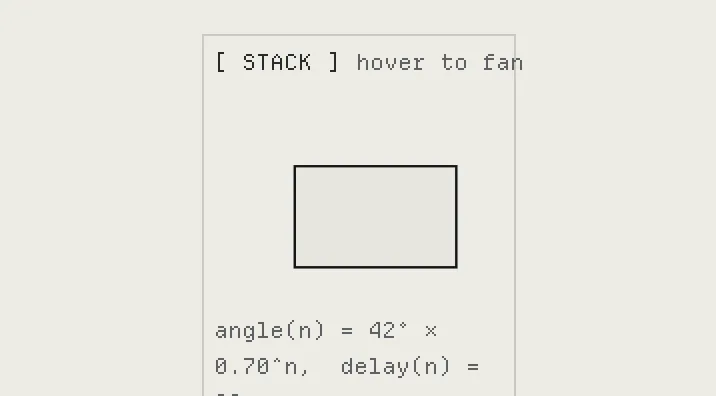 [ STACK ] hover to fan
angle(n) = 42° ×
0.70^n,  delay(n) =